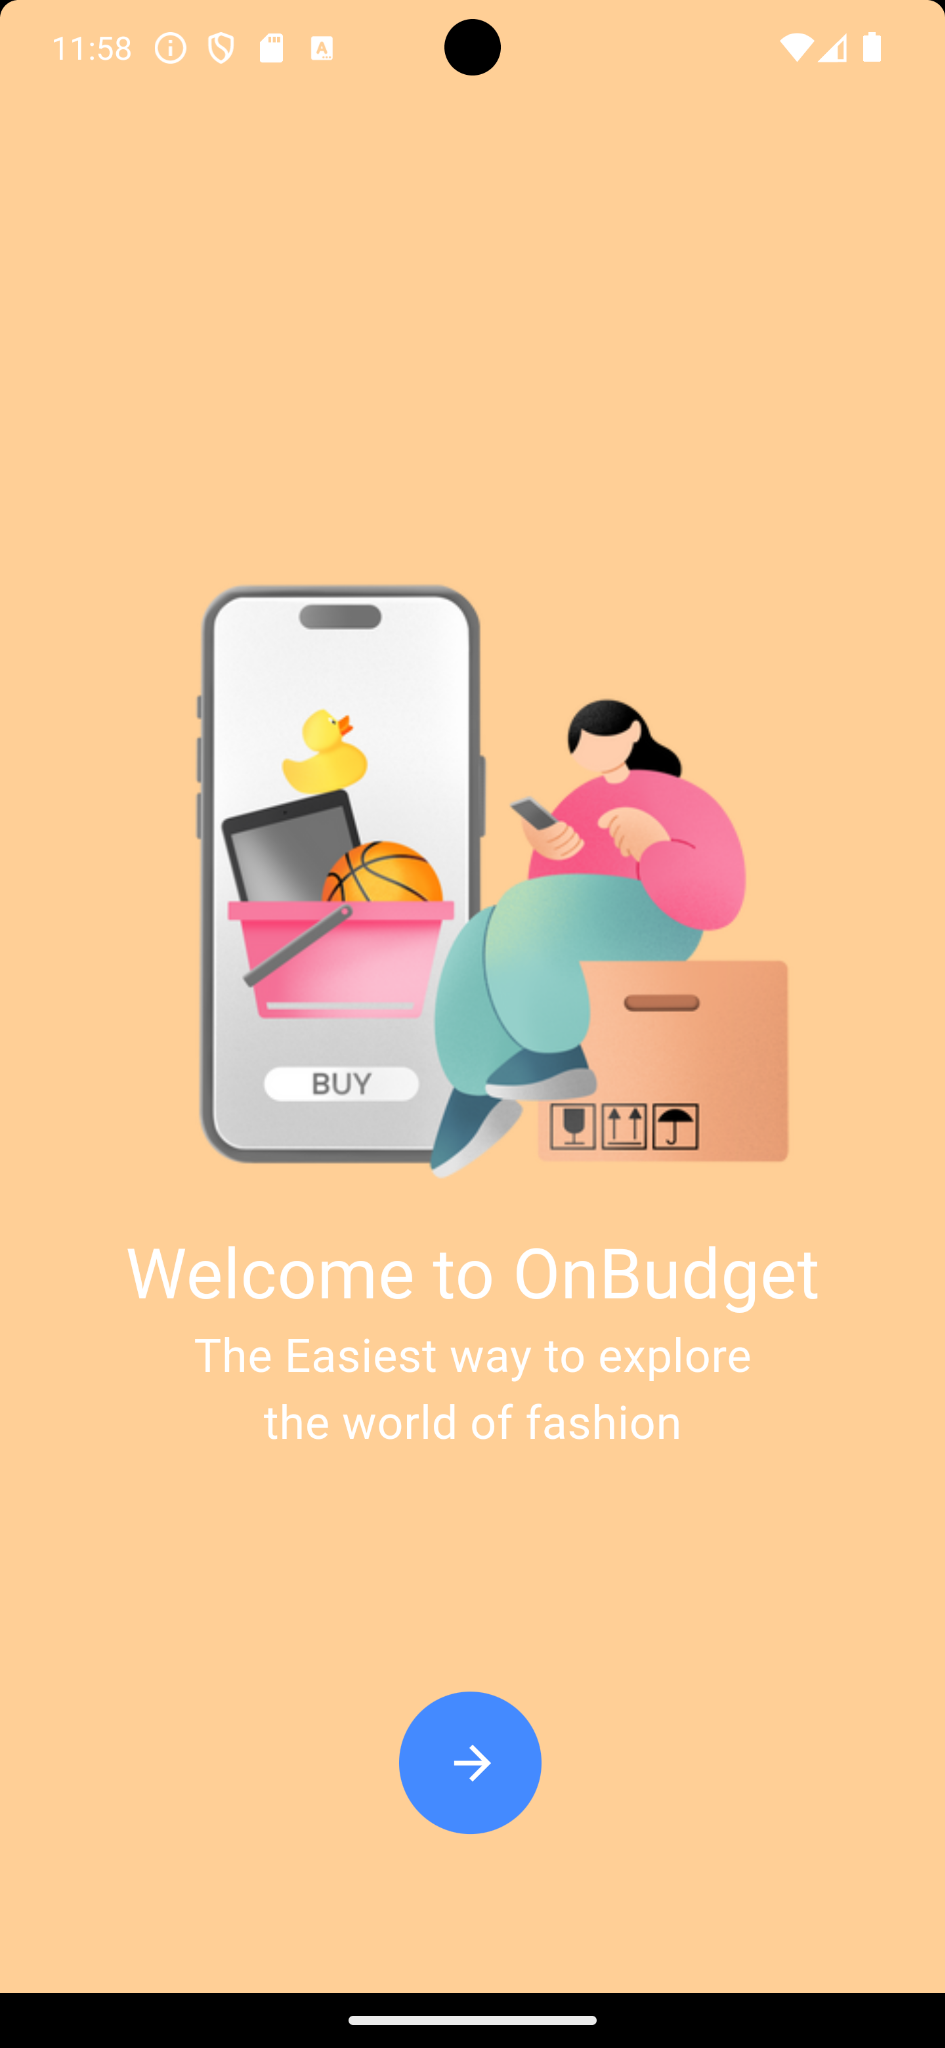 11:58
BUY
Welcome to OnBudget
The Easiest way to explore
the world of fashion